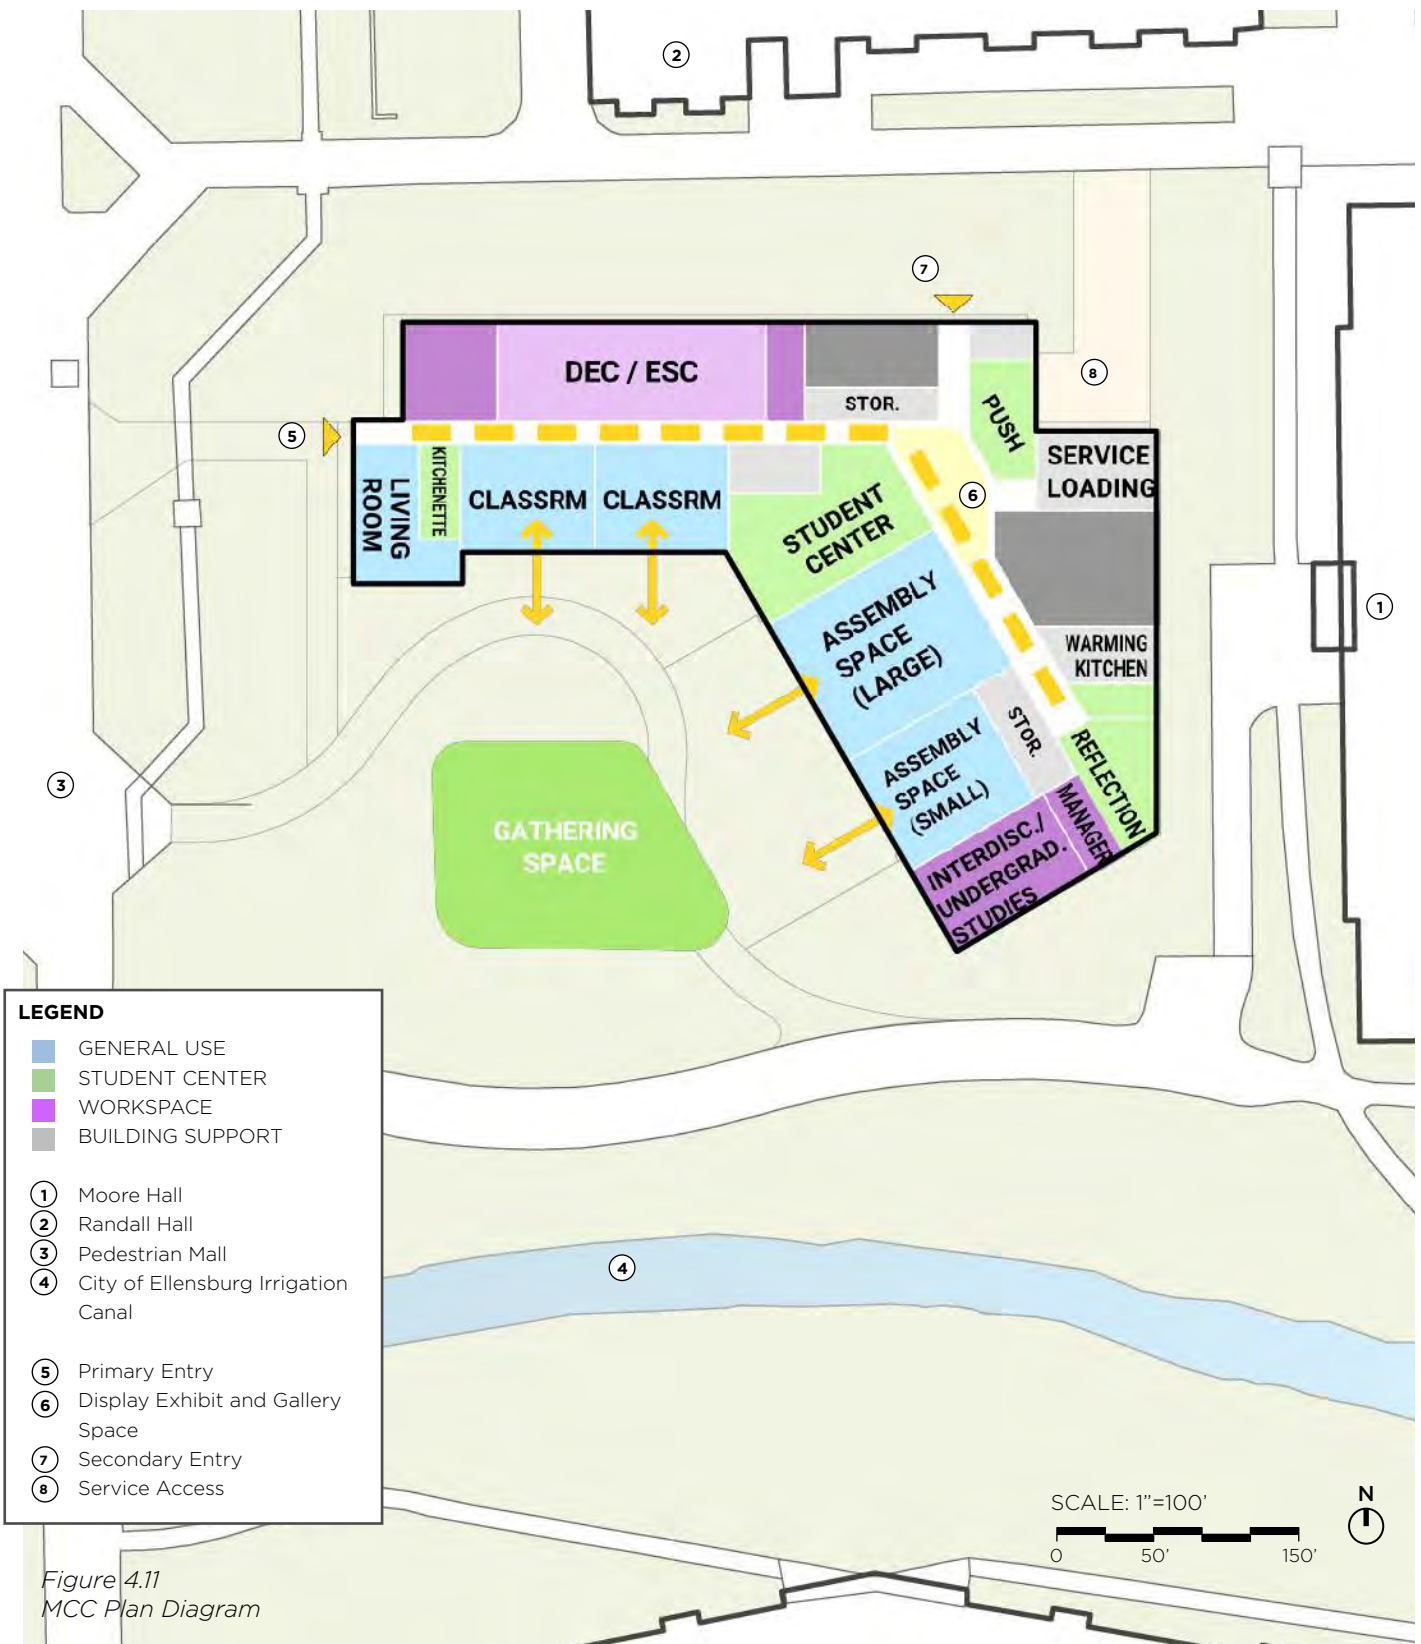 2
7
DEC / ESC
8
STOR.
PUSH
5
KITCHENETTE
SERVICE
LOADING
LIVING
ROOM
CLASSRM
CLASSRM
6
STUDENT
CENTER
ASSEMBLY
SPACE
(LARGE)
1
WARMING
KITCHEN
STOR.
ASSEMBLY
SPACE
(SMALL)
REFLECTION
3
MANAGER
GATHERING
SPACE
INTERDISC./
UNDERGRAD.
STUDIES
LEGEND
GENERAL USE
STUDENT CENTER
WORKSPACE
BUILDING SUPPORT
1 Moore Hall
2 Randall Hall
3 Pedestrian Mall
4 City of Ellensburg Irrigation
Canal
5 Primary Entry
6 Display Exhibit and Gallery
Space
7 Secondary Entry
8 Service Access
4
SCALE: 1”=100’
N
0 50’ 150’
Figure 4.11
MCC Plan Diagram